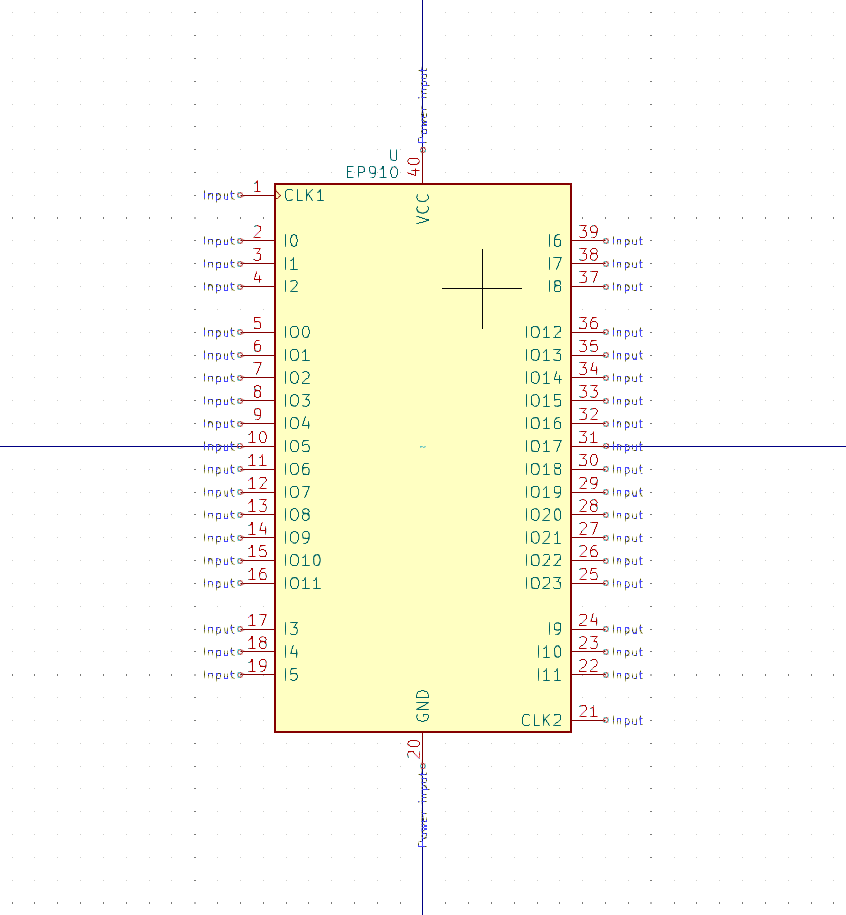 Power input
U
EP910
40
VCC
Input 1 CLK1
Input 2 I0 I6 39 Input
Input 3 I1 I7 38 Input
Input 4 I2 I8 37 Input
Input 5 IO0 IO12 36 Input
Input 6 IO1 IO13 35 Input
Input 7 IO2 IO14 34 Input
Input 8 IO3 IO15 33 Input
Input 9 IO4 IO16 32 Input
Input 10 IO5 ~ IO17 31 Input
Input 11 IO6 IO18 30 Input
Input 12 IO7 IO19 29 Input
Input 13 IO8 IO20 28 Input
Input 14 IO9 IO21 27 Input
Input 15 IO10 IO22 26 Input
Input 16 IO11 IO23 25 Input
Input 17 I3 I9 24 Input
Input 18 I4 I10 23 Input
Input 19 I5 I11 22 Input
GND
CLK2 21 Input
20
Power input